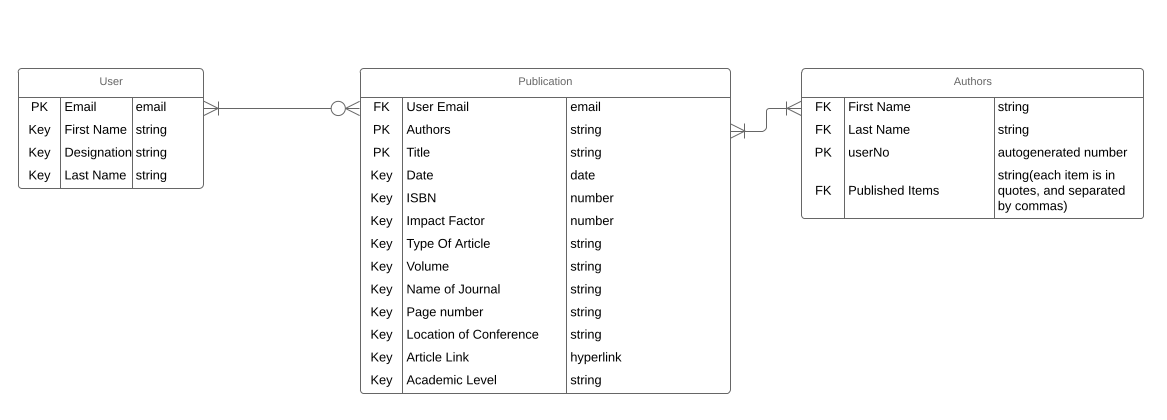 User
PK Email email
Key First Name string
Key Designation string
Key Last Name string
Publication
FK User Email email
PK Authors string
PK Title string
Key Date date
Key ISBN number
Key Impact Factor number
Key Type Of Article string
Key Volume string
Key Name of Journal string
Key Page number string
Key Location of Conference string
Key Article Link hyperlink
Key Academic Level string
Authors
FK First Name string
FK Last Name string
PK userNo autogenerated number
FK Published Items string(each item is in
quotes, and separated
by commas)